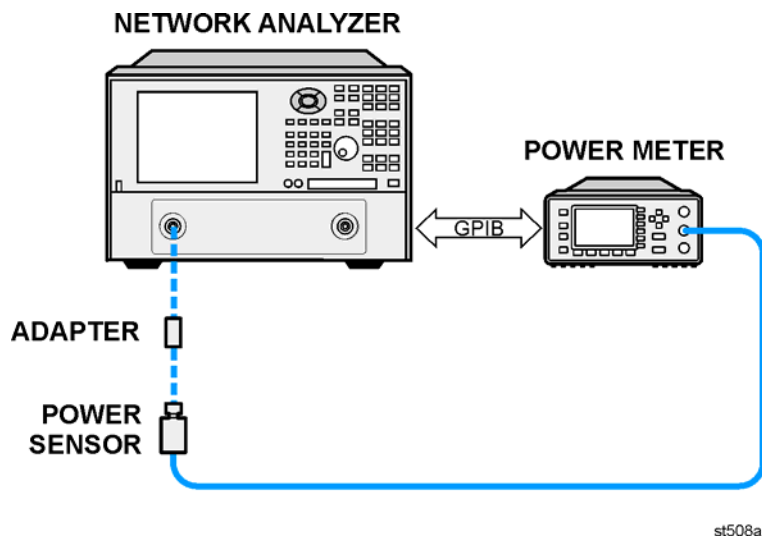 NETWORK ANALYZER
POWER METER
GPIB
ADAPTER
POWER
SENSOR
st508a